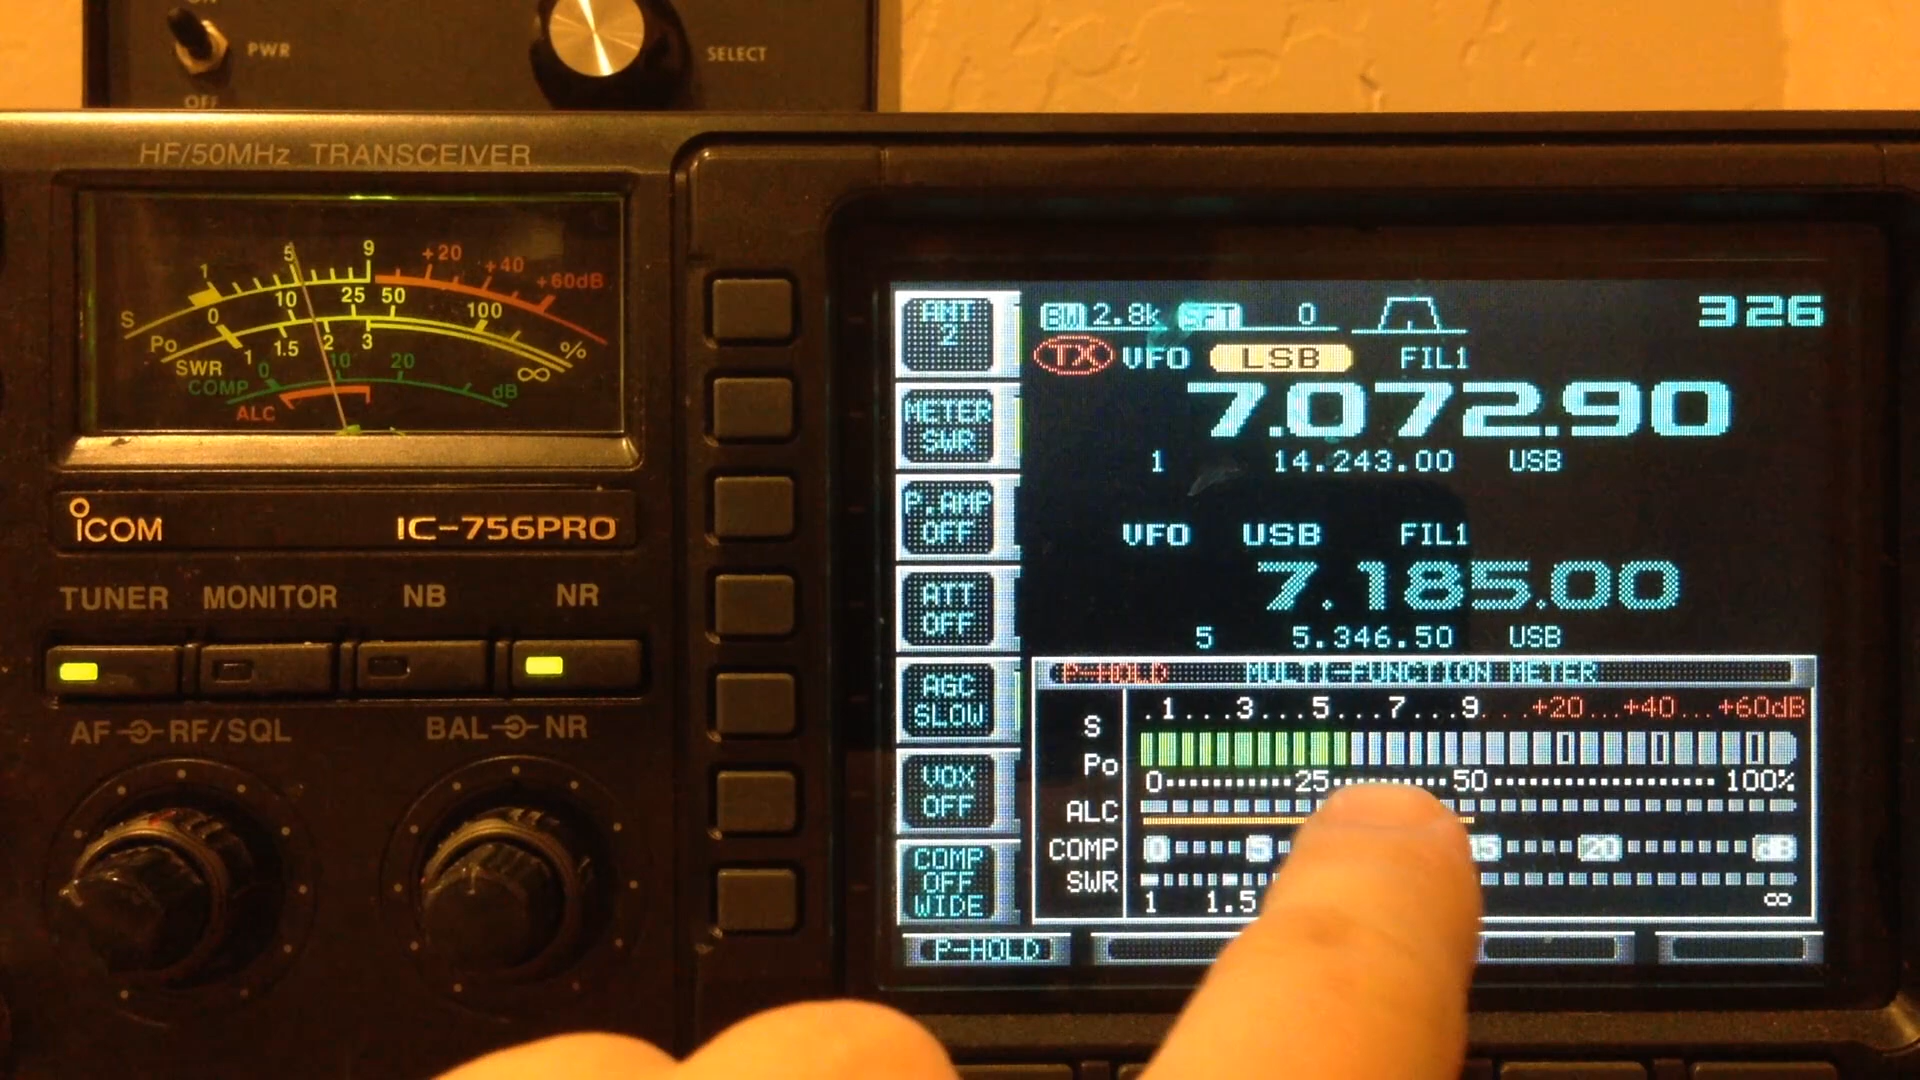 ON
PWR
OFF
SELECT
HF/50MHz TRANSCEIVER
S 1 5 9 +20 +40 +60dB
Po 0 10 25 50 100 %
SWR 1 1.5 2 3 ∞
COMP 0 10 20 dB
ALC
ICOM
IC-756PRO
TUNER MONITOR NB NR
AF RF/SQL
BAL NR
ANT
2
METER
SWR
P.AMP
OFF
ATT
OFF
AGC
SLOW
VOX
OFF
COMP
OFF
WIDE
BW 2.8k SFT 0
326
TX VFO LSB FIL1
7.072.90
1 14.243.00 USB
VFO USB FIL1
7.185.00
5 5.346.50 USB
P-HOLD MULTI-FUNCTION METER
S .1...3...5...7...9...+20...+40...+60dB
Po 0 25 50 100%
ALC
COMP 0 5 15 20 dB
SWR
1 1.5 ∞
P-HOLD